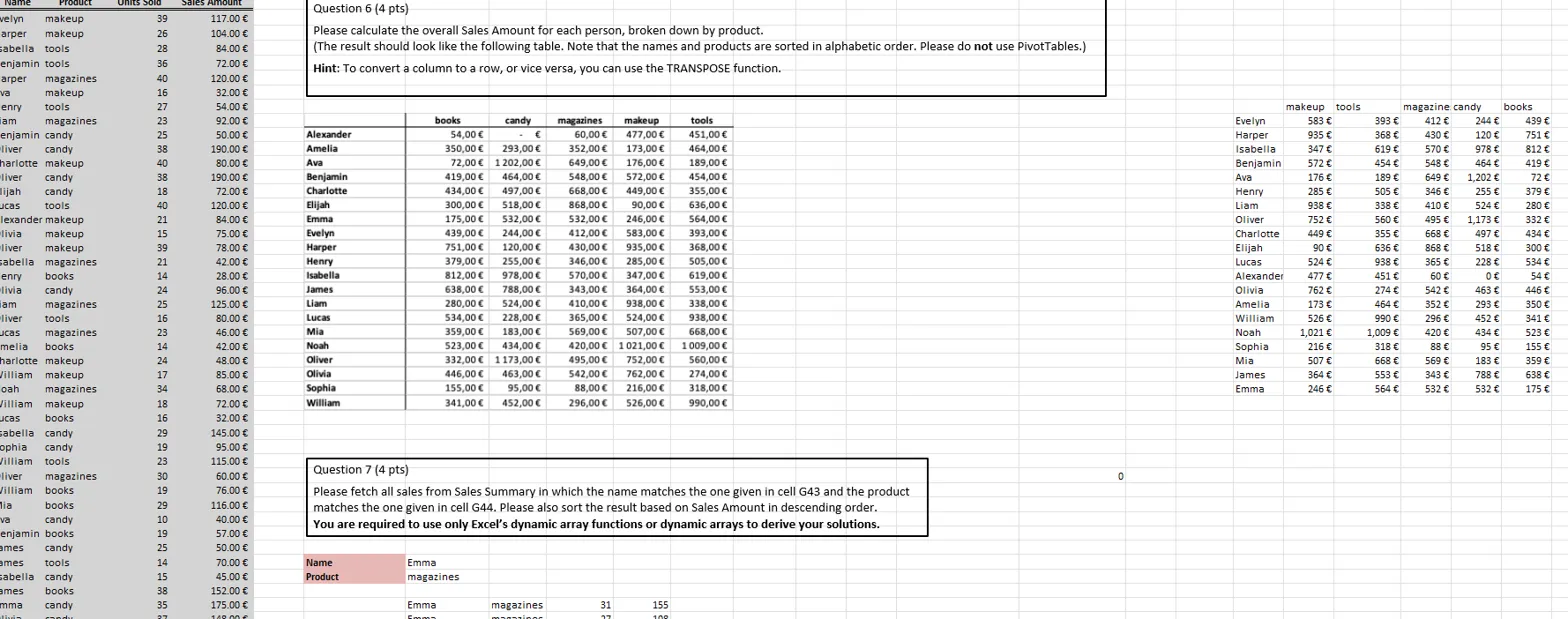 Name Product Units Sold Sales Amount
velyn makeup 39 117.00 €
arper makeup 26 104.00 €
sabella tools 28 84.00 €
enjamin tools 36 72.00 €
arper magazines 40 120.00 €
va makeup 16 32.00 €
enry tools 27 54.00 €
iam magazines 23 92.00 €
enjamin candy 25 50.00 €
liver candy 38 190.00 €
harlotte makeup 40 80.00 €
liver candy 38 190.00 €
lijah candy 18 72.00 €
ucas tools 40 120.00 €
lexander makeup 21 84.00 €
livia makeup 15 75.00 €
liver makeup 39 78.00 €
sabella magazines 21 42.00 €
enry books 14 28.00 €
livia candy 24 96.00 €
iam magazines 25 125.00 €
liver tools 16 80.00 €
ucas magazines 23 46.00 €
melia books 14 42.00 €
harlotte makeup 24 48.00 €
Villiam makeup 17 85.00 €
oah magazines 34 68.00 €
Villiam makeup 18 72.00 €
ucas books 16 32.00 €
sabella candy 29 145.00 €
ophia candy 19 95.00 €
Villiam tools 23 115.00 €
liver magazines 30 60.00 €
Villiam books 19 76.00 €
Mia books 29 116.00 €
va candy 10 40.00 €
enjamin books 19 57.00 €
ames candy 25 50.00 €
ames tools 14 70.00 €
sabella candy 15 45.00 €
ames books 38 152.00 €
mma candy 35 175.00 €
livia candy 37 148.00 €
Question 6 (4 pts)
Please calculate the overall Sales Amount for each person, broken down by product.
(The result should look like the following table. Note that the names and products are sorted in alphabetic order. Please do not use PivotTables.)
Hint: To convert a column to a row, or vice versa, you can use the TRANSPOSE function.
books candy magazines makeup tools
Alexander 54,00 € - € 60,00 € 477,00 € 451,00 €
Amelia 350,00 € 293,00 € 352,00 € 173,00 € 464,00 €
Ava 72,00 € 1 202,00 € 649,00 € 176,00 € 189,00 €
Benjamin 419,00 € 464,00 € 548,00 € 572,00 € 454,00 €
Charlotte 434,00 € 497,00 € 668,00 € 449,00 € 355,00 €
Elijah 300,00 € 518,00 € 868,00 € 90,00 € 636,00 €
Emma 175,00 € 532,00 € 532,00 € 246,00 € 564,00 €
Evelyn 439,00 € 244,00 € 412,00 € 583,00 € 393,00 €
Harper 751,00 € 120,00 € 430,00 € 935,00 € 368,00 €
Henry 379,00 € 255,00 € 346,00 € 285,00 € 505,00 €
Isabella 812,00 € 978,00 € 570,00 € 347,00 € 619,00 €
James 638,00 € 788,00 € 343,00 € 364,00 € 553,00 €
Liam 280,00 € 524,00 € 410,00 € 938,00 € 338,00 €
Lucas 534,00 € 228,00 € 365,00 € 524,00 € 938,00 €
Mia 359,00 € 183,00 € 569,00 € 507,00 € 668,00 €
Noah 523,00 € 434,00 € 420,00 € 1 021,00 € 1 009,00 €
Oliver 332,00 € 1 173,00 € 495,00 € 752,00 € 560,00 €
Olivia 446,00 € 463,00 € 542,00 € 762,00 € 274,00 €
Sophia 155,00 € 95,00 € 88,00 € 216,00 € 318,00 €
William 341,00 € 452,00 € 296,00 € 526,00 € 990,00 €
makeup tools magazine candy books
Evelyn 583 € 393 € 412 € 244 € 439 €
Harper 935 € 368 € 430 € 120 € 751 €
Isabella 347 € 619 € 570 € 978 € 812 €
Benjamin 572 € 454 € 548 € 464 € 419 €
Ava 176 € 189 € 649 € 1,202 € 72 €
Henry 285 € 505 € 346 € 255 € 379 €
Liam 938 € 338 € 410 € 524 € 280 €
Oliver 752 € 560 € 495 € 1,173 € 332 €
Charlotte 449 € 355 € 668 € 497 € 434 €
Elijah 90 € 636 € 868 € 518 € 300 €
Lucas 524 € 938 € 365 € 228 € 534 €
Alexander 477 € 451 € 60 € 0 € 54 €
Olivia 762 € 274 € 542 € 463 € 446 €
Amelia 173 € 464 € 352 € 293 € 350 €
William 526 € 990 € 296 € 452 € 341 €
Noah 1,021 € 1,009 € 420 € 434 € 523 €
Sophia 216 € 318 € 88 € 95 € 155 €
Mia 507 € 668 € 569 € 183 € 359 €
James 364 € 553 € 343 € 788 € 638 €
Emma 246 € 564 € 532 € 532 € 175 €
Question 7 (4 pts)
Please fetch all sales from Sales Summary in which the name matches the one given in cell G43 and the product
matches the one given in cell G44. Please also sort the result based on Sales Amount in descending order.
You are required to use only Excel's dynamic array functions or dynamic arrays to derive your solutions.
0
Name Emma
Product magazines
Emma magazines 31 155
Emma magazines 27 108